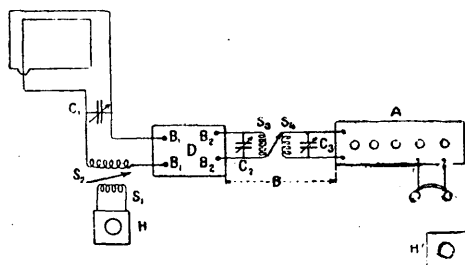 A
C₁
B₁ B₂ S₃ S₄
D C₂ C₃
B₁ B₂
S₂ B
S₁
H H'